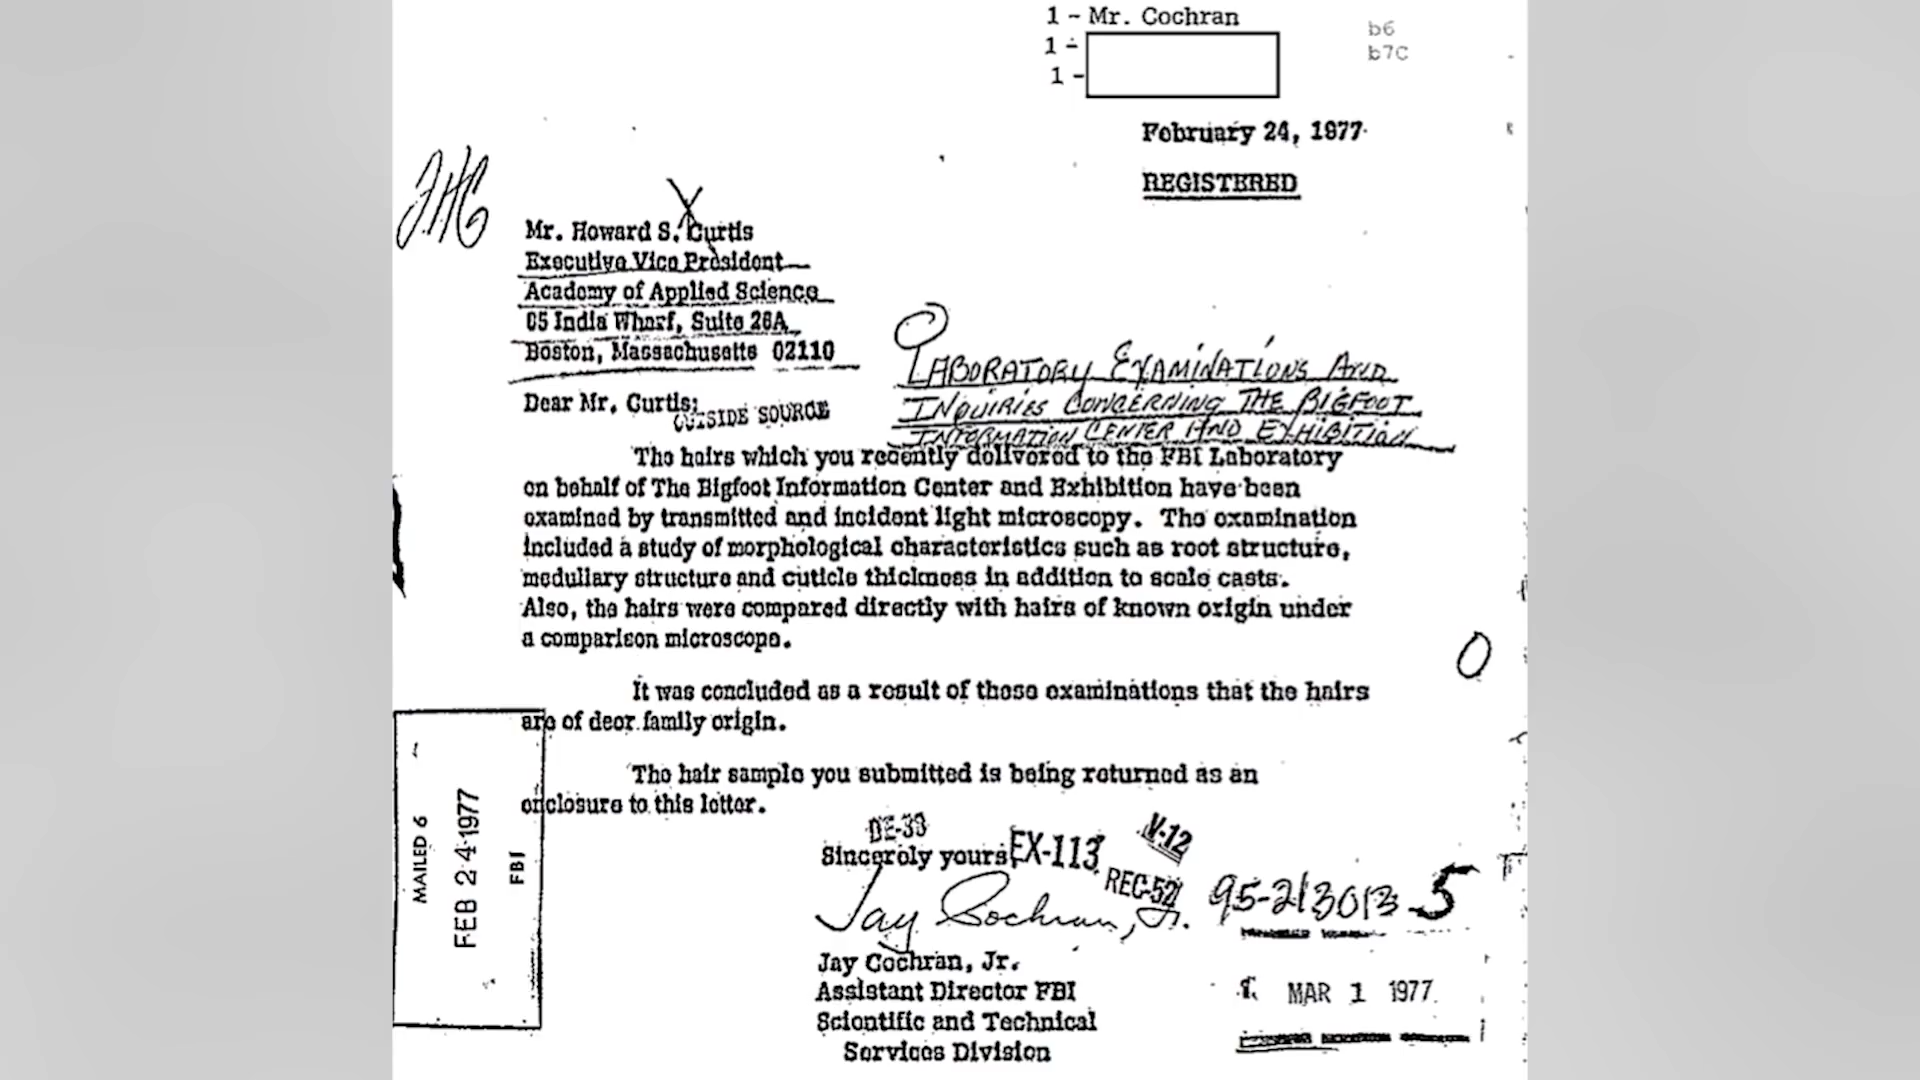 1 - Mr. Cochran
1 -
1 -
b6
b7C
February 24, 1977
REGISTERED
Mr. Howard S. Curtis
Executive Vice President
Academy of Applied Science
65 India Wharf, Suite 26A
Boston, Massachusetts 02110
LABORATORY EXAMINATIONS AND
INQUIRIES CONCERNING THE BIGFOOT
INFORMATION CENTER AND EXHIBITION
Dear Mr. Curtis:
OUTSIDE SOURCE
The hairs which you recently delivered to the FBI Laboratory
on behalf of The Bigfoot Information Center and Exhibition have been
examined by transmitted and incident light microscopy. The examination
included a study of morphological characteristics such as root structure,
medullary structure and cuticle thickness in addition to scale casts.
Also, the hairs were compared directly with hairs of known origin under
a comparison microscope.
It was concluded as a result of these examinations that the hairs
are of deer family origin.
The hair sample you submitted is being returned as an
enclosure to this letter.
MAILED 6
FEB 24 1977
FBI
DE-33
Sincerely yours
EX-113
V-12
REC-52
95-213013-5
Jay Cochran, Jr.
Jay Cochran, Jr.
Assistant Director FBI
Scientific and Technical
Services Division
MAR 1 1977